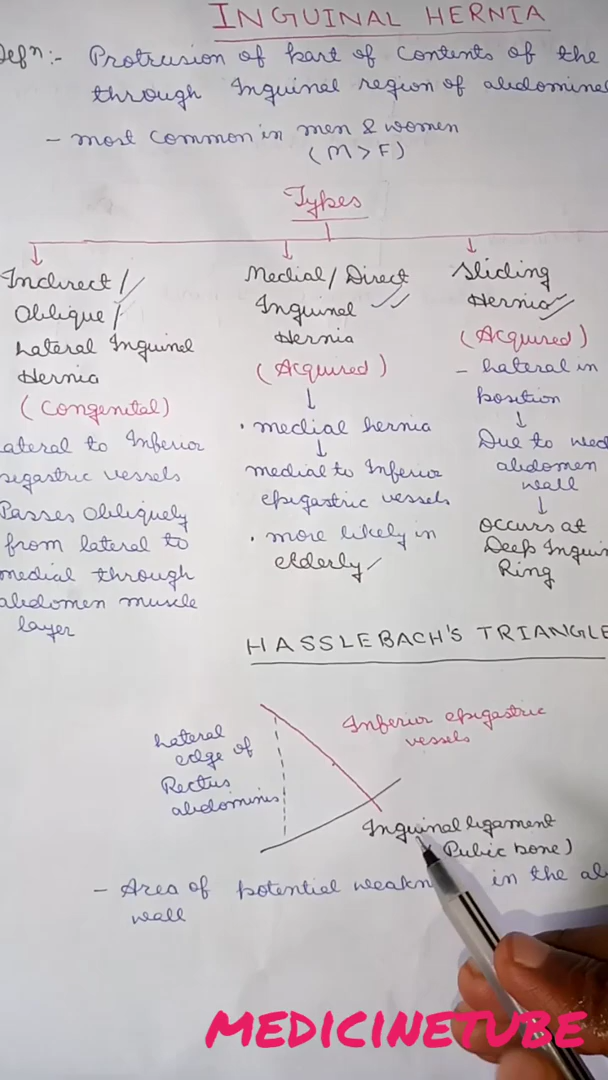 INGUINAL HERNIA
Defⁿ:- Protrusion of part of contents of the
through Inguinal region of abdominal
- most common in men & women
(M > F)
Types
Indirect /
Oblique /
Lateral Inguinal
Hernia
(Congenital)
Lateral to Inferior
epigastric vessels
Passes obliquely
from lateral to
medial through
abdomen muscle
layer
Medial / Direct
Inguinal
Hernia
(Acquired)
• medial hernia
medial to Inferior
epigastric vessels
• more likely in
elderly
Sliding
Hernia
(Acquired)
- Lateral in
position
Due to
abdomen
wall
occurs at
Deep
Ring
HASSLEBACH'S TRIANGLE
Lateral
edge of
Rectus
abdominis
Inferior epigastric
vessels
Inguinal ligament
Pubic bone)
- Area of potential in the
wall
MEDICINETUBE